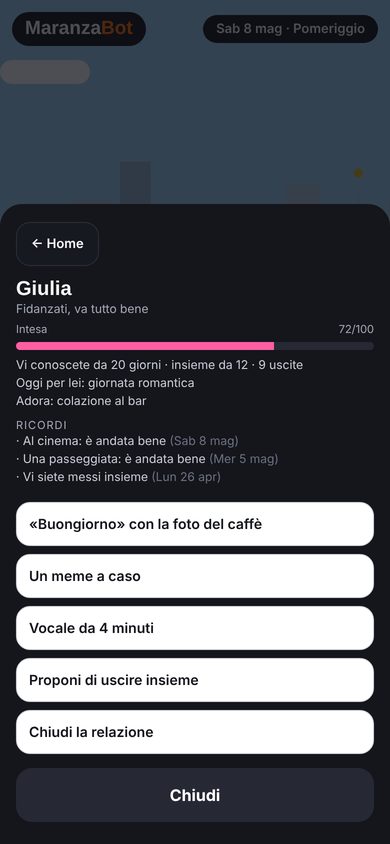 MaranzaBot
Sab 8 mag · Pomeriggio
← Home
Giulia
Fidanzati, va tutto bene
Intesa 72/100
Vi conoscete da 20 giorni · insieme da 12 · 9 uscite
Oggi per lei: giornata romantica
Adora: colazione al bar
RICORDI
· Al cinema: è andata bene (Sab 8 mag)
· Una passeggiata: è andata bene (Mer 5 mag)
· Vi siete messi insieme (Lun 26 apr)
«Buongiorno» con la foto del caffè
Un meme a caso
Vocale da 4 minuti
Proponi di uscire insieme
Chiudi la relazione
Chiudi